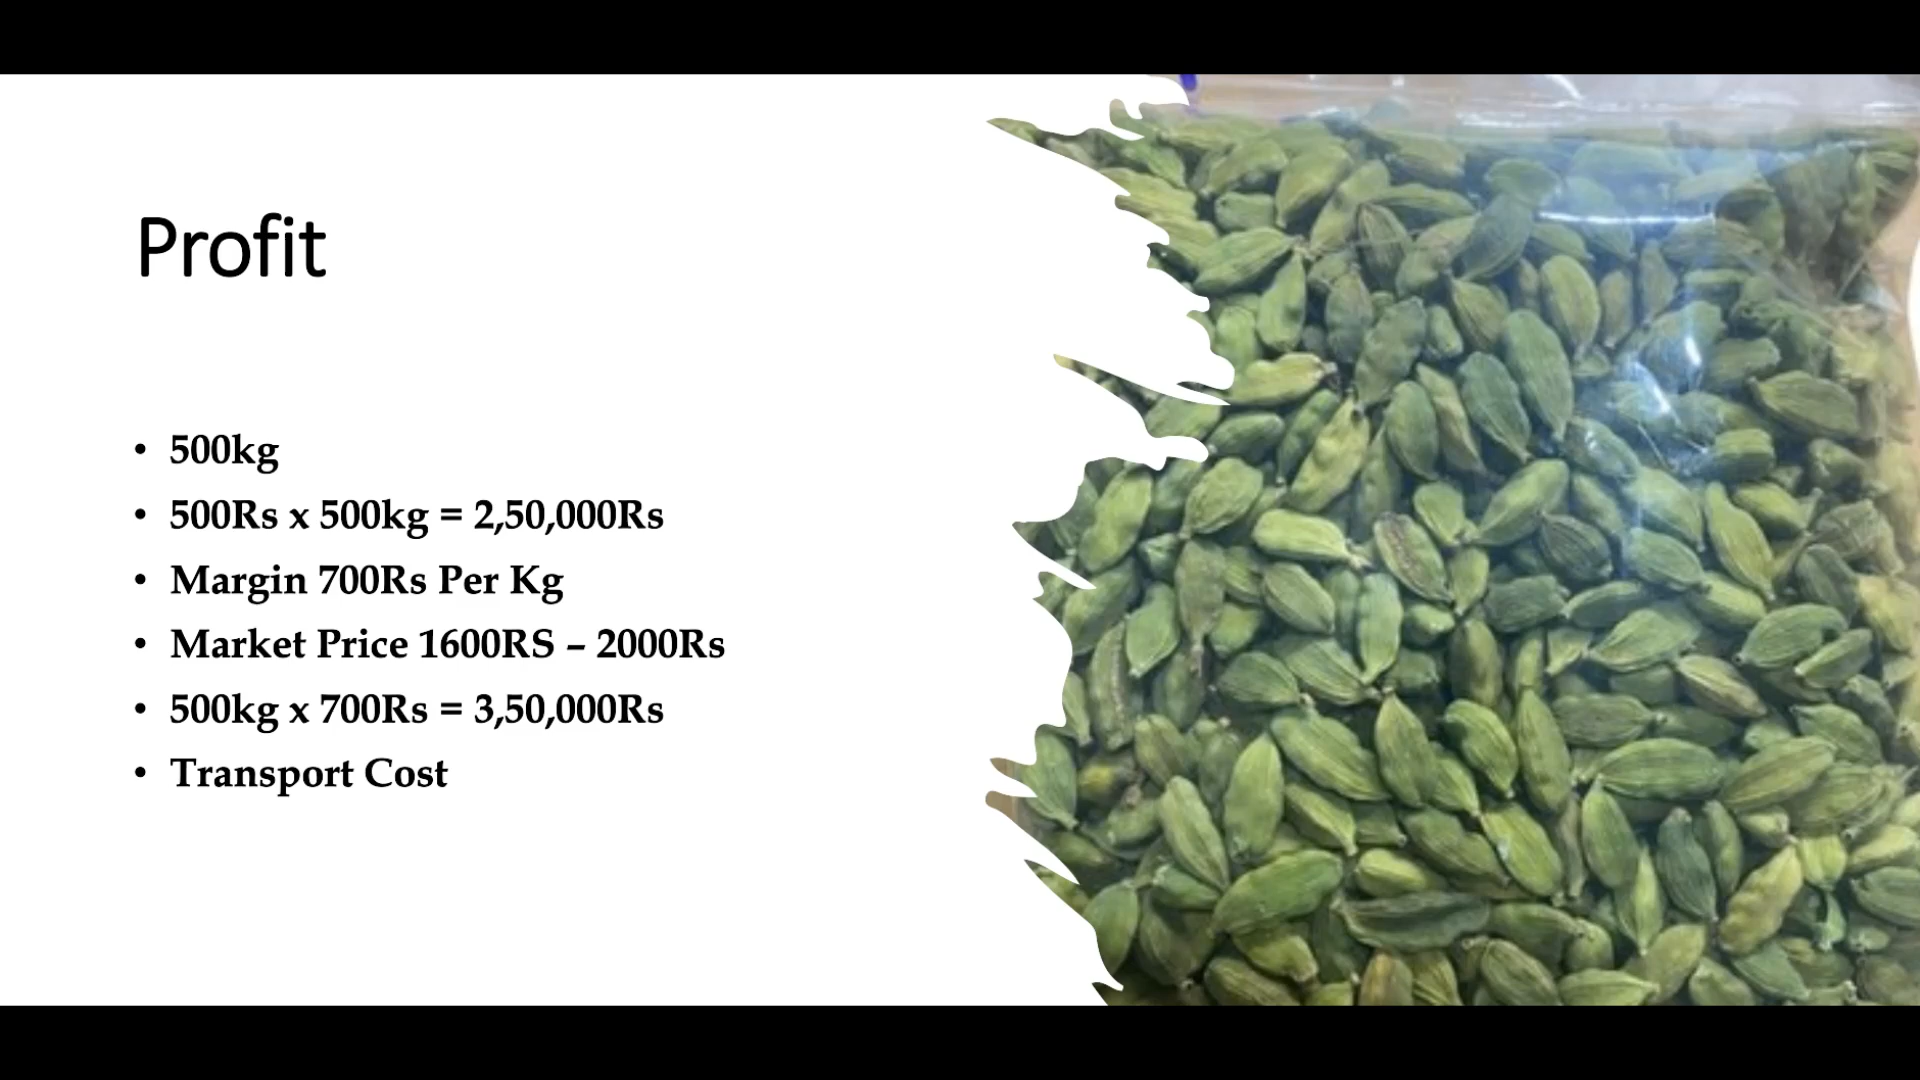 Profit
• 500kg
• 500Rs x 500kg = 2,50,000Rs
• Margin 700Rs Per Kg
• Market Price 1600RS – 2000Rs
• 500kg x 700Rs = 3,50,000Rs
• Transport Cost